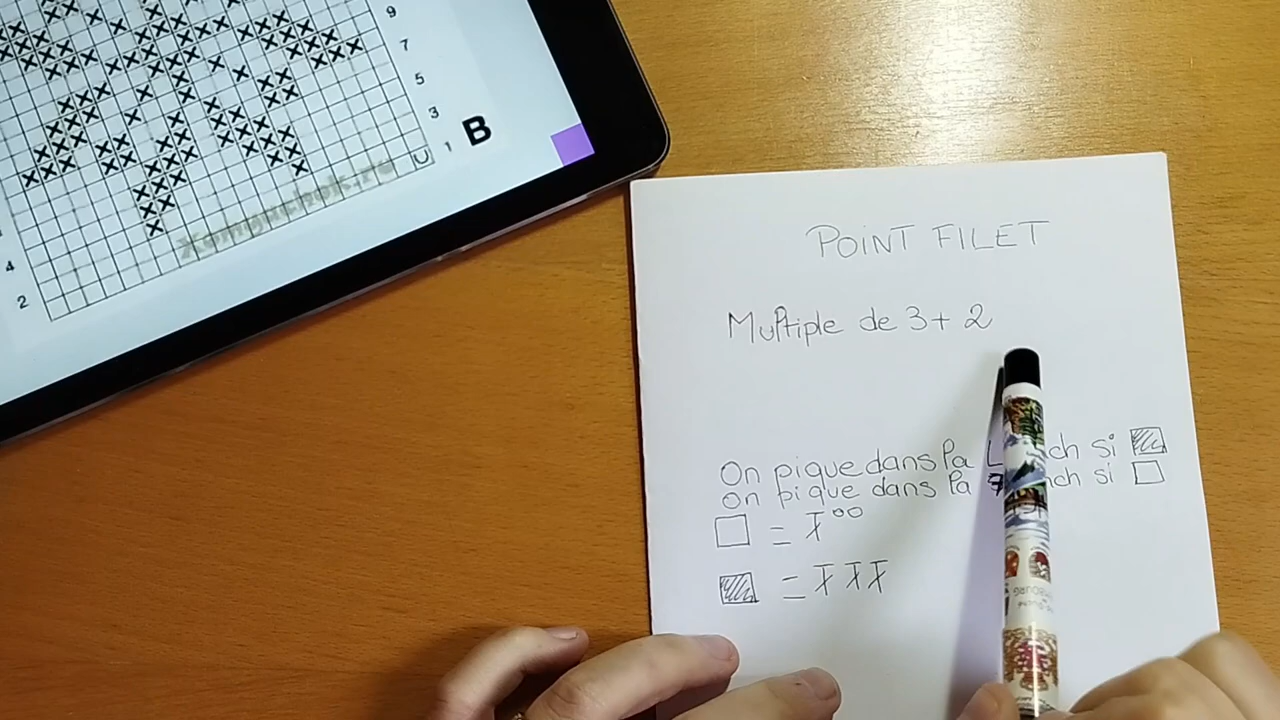 9
7
5
3
1
B
4
2
POINT FILET
Multiple de 3 + 2
On pique dans la ch si
on pique dans la ch si
= T°°
= T T T